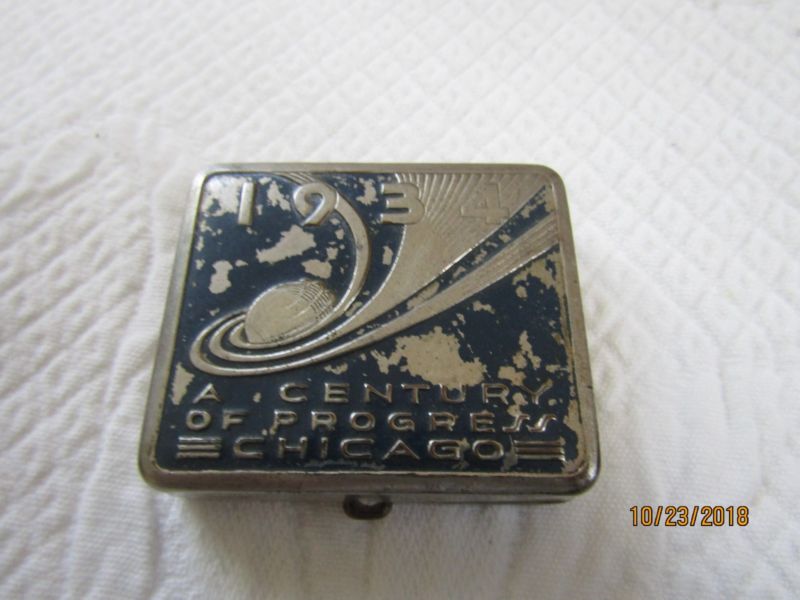 1934
A CENTURY
OF PROGRESS
CHICAGO
10/23/2018